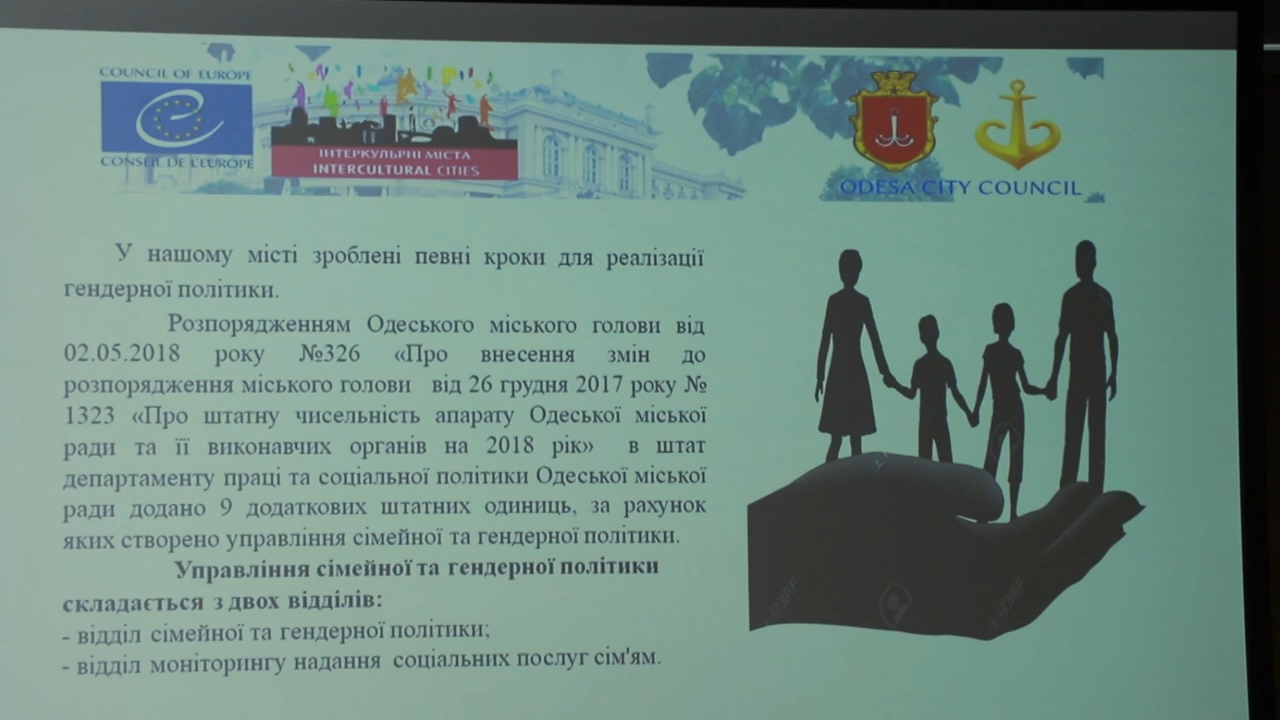 COUNCIL OF EUROPE
CONSEIL DE L'EUROPE
ІНТЕРКУЛЬРНІ МІСТА
INTERCULTURAL CITIES
ODESA CITY COUNCIL
У нашому місті зроблені певні кроки для реалізації
гендерної політики.
Розпорядженням Одеського міського голови від
02.05.2018 року №326 «Про внесення змін до
розпорядження міського голови від 26 грудня 2017 року №
1323 «Про штатну чисельність апарату Одеської міської
ради та її виконавчих органів на 2018 рік» в штат
департаменту праці та соціальної політики Одеської міської
ради додано 9 додаткових штатних одиниць, за рахунок
яких створено управління сімейної та гендерної політики.
Управління сімейної та гендерної політики
складається з двох відділів:
- відділ сімейної та гендерної політики;
- відділ моніторингу надання соціальних послуг сім'ям.